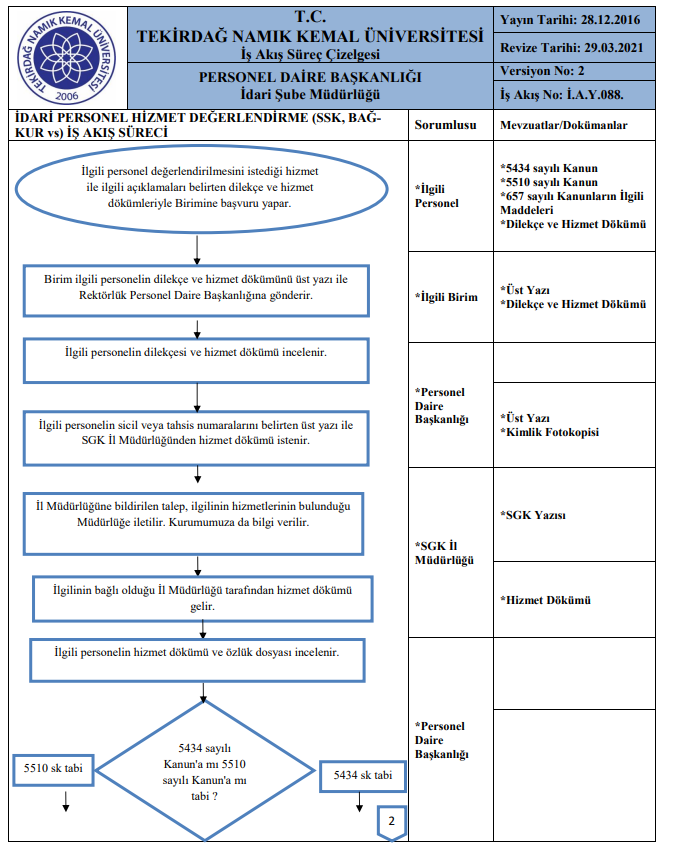 TEKİRDAĞ NAMIK KEMAL ÜNİVERSİTESİ
2006
T.C.
TEKİRDAĞ NAMIK KEMAL ÜNİVERSİTESİ
İş Akış Süreç Çizelgesi
PERSONEL DAİRE BAŞKANLIĞI
İdari Şube Müdürlüğü
Yayın Tarihi: 28.12.2016
Revize Tarihi: 29.03.2021
Versiyon No: 2
İş Akış No: İ.A.Y.088.
İDARİ PERSONEL HİZMET DEĞERLENDİRME (SSK, BAĞ-
KUR vs) İŞ AKIŞ SÜRECİ
Sorumlusu
Mevzuatlar/Dokümanlar
İlgili personel değerlendirilmesini istediği hizmet
ile ilgili açıklamaları belirten dilekçe ve hizmet
dökümleriyle Birimine başvuru yapar.
*İlgili
Personel
*5434 sayılı Kanun
*5510 sayılı Kanun
*657 sayılı Kanunların İlgili
Maddeleri
*Dilekçe ve Hizmet Dökümü
Birim ilgili personelin dilekçe ve hizmet dökümünü üst yazı ile
Rektörlük Personel Daire Başkanlığına gönderir.
*İlgili Birim
*Üst Yazı
*Dilekçe ve Hizmet Dökümü
İlgili personelin dilekçesi ve hizmet dökümü incelenir.
*Personel
Daire
Başkanlığı
İlgili personelin sicil veya tahsis numaralarını belirten üst yazı ile
SGK İl Müdürlüğünden hizmet dökümü istenir.
*Üst Yazı
*Kimlik Fotokopisi
İl Müdürlüğüne bildirilen talep, ilgilinin hizmetlerinin bulunduğu
Müdürlüğe iletilir. Kurumumuza da bilgi verilir.
*SGK İl
Müdürlüğü
*SGK Yazısı
İlgilinin bağlı olduğu İl Müdürlüğü tarafından hizmet dökümü
gelir.
*Hizmet Dökümü
İlgili personelin hizmet dökümü ve özlük dosyası incelenir.
*Personel
Daire
Başkanlığı
5434 sayılı
Kanun'a mı 5510
sayılı Kanun'a mı
tabi ?
5510 sk tabi
5434 sk tabi
2